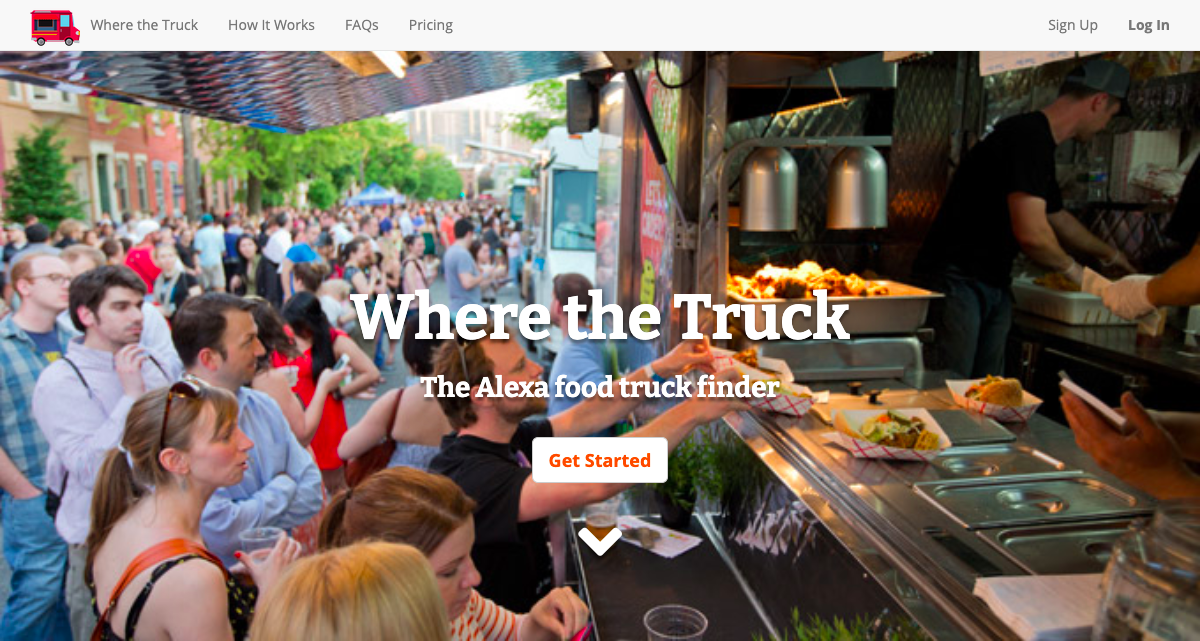 Where the Truck
How It Works
FAQs
Pricing
Sign Up
Log In
Where the Truck
The Alexa food truck finder
Get Started